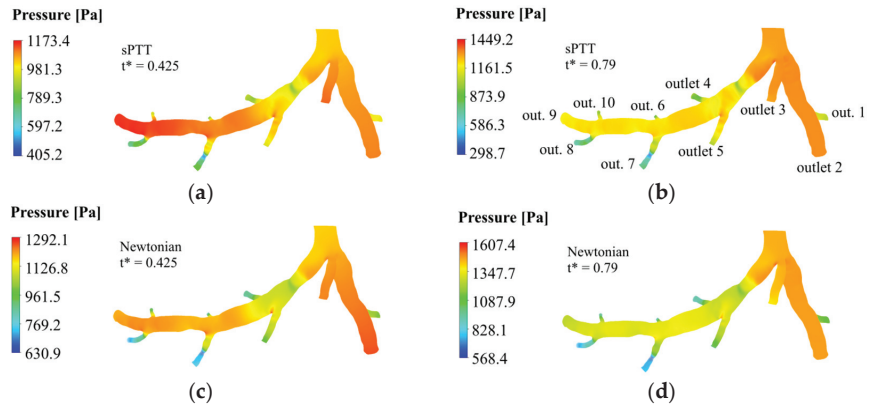 Pressure [Pa]
1173.4
981.3
789.3
597.2
405.2
sPTT
t* = 0.425
(a)
Pressure [Pa]
1449.2
1161.5
873.9
586.3
298.7
sPTT
t* = 0.79
outlet 4
out. 6
out. 10
out. 9
out. 8
out. 7
outlet 5
outlet 3
out. 1
outlet 2
(b)
Pressure [Pa]
1292.1
1126.8
961.5
769.2
630.9
Newtonian
t* = 0.425
(c)
Pressure [Pa]
1607.4
1347.7
1087.9
828.1
568.4
Newtonian
t* = 0.79
(d)